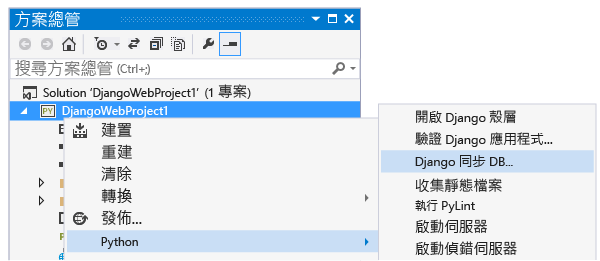 方案總管
搜尋方案總管 (Ctrl+;)
Solution 'DjangoWebProject1' (1 專案)
PY DjangoWebProject1
建置
重建
清除
轉換
發佈...
Python
開啟 Django 殼層
驗證 Django 應用程式...
Django 同步 DB...
收集靜態檔案
執行 PyLint
啟動伺服器
啟動偵錯伺服器